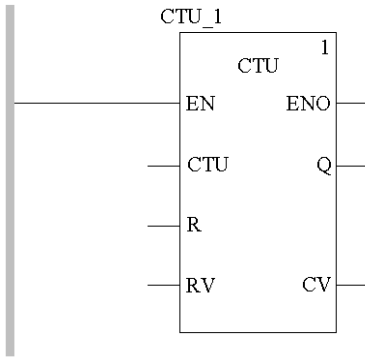 CTU_1
1
CTU
EN ENO
CTU Q
R
RV CV